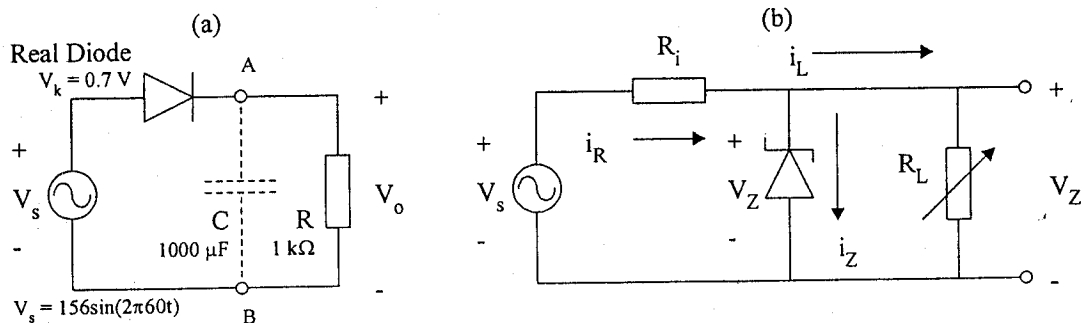 (a)
Real Diode
V_k = 0.7 V
A
+
+
V_s
V_o
C
R
1000 μF
1 kΩ
-
-
V_s = 156sin(2π60t)
B
(b)
R_i
i_L
+
i_R
+
+
R_L
V_s
V_Z
V_Z
-
-
i_Z
-